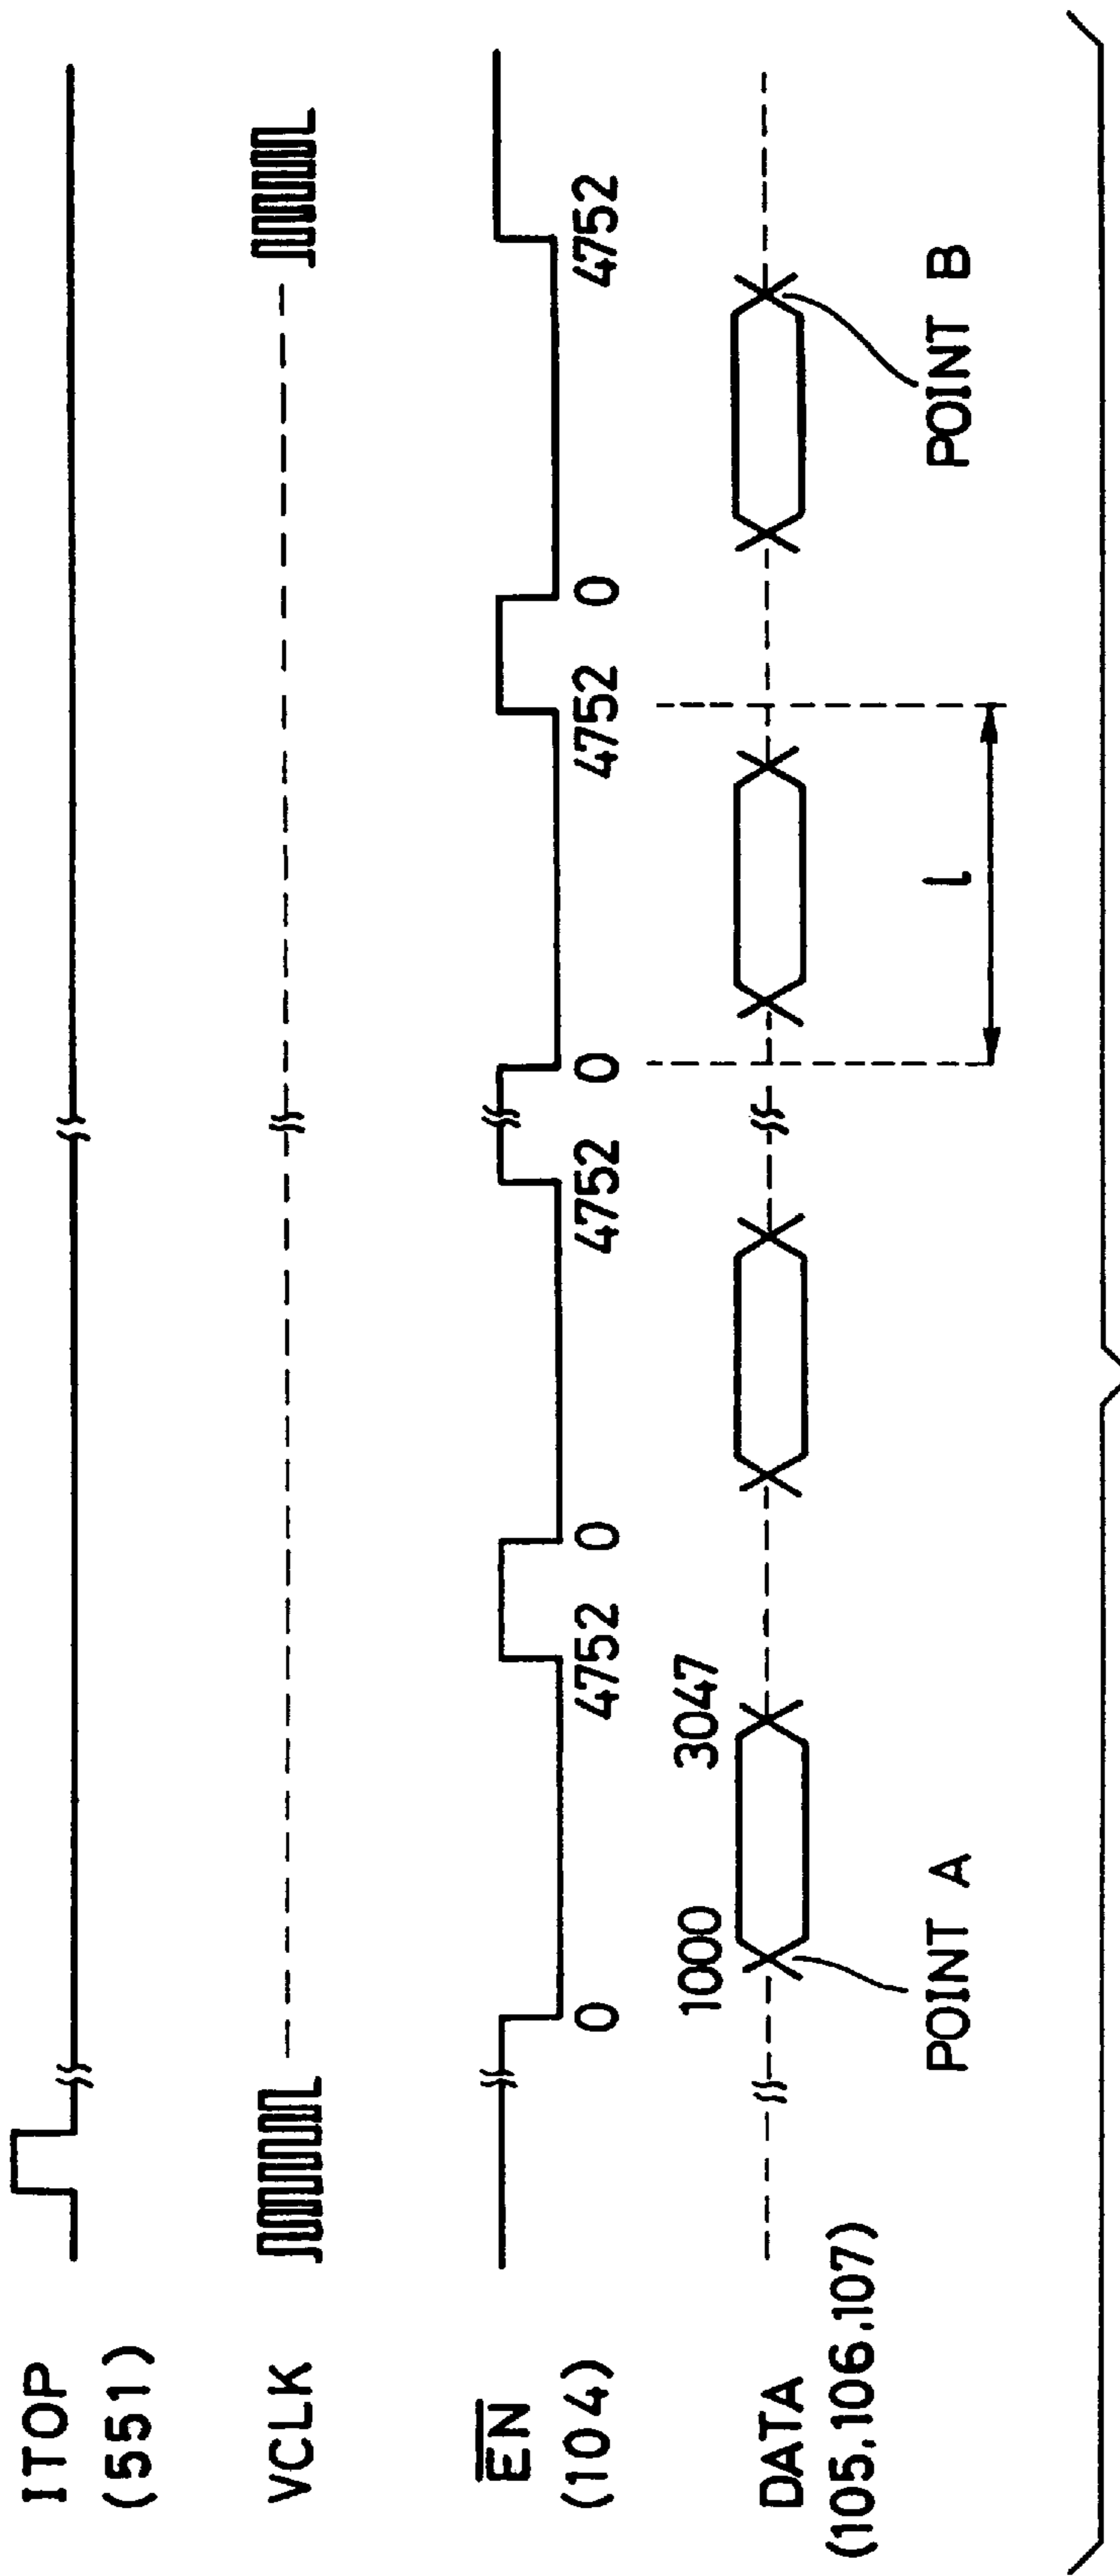 ITOP
(551)
VCLK
EN
(104)
0 4752 0 4752 0 4752 0 4752
DATA
(105,106,107)
1000 3047
POINT A
l
POINT B